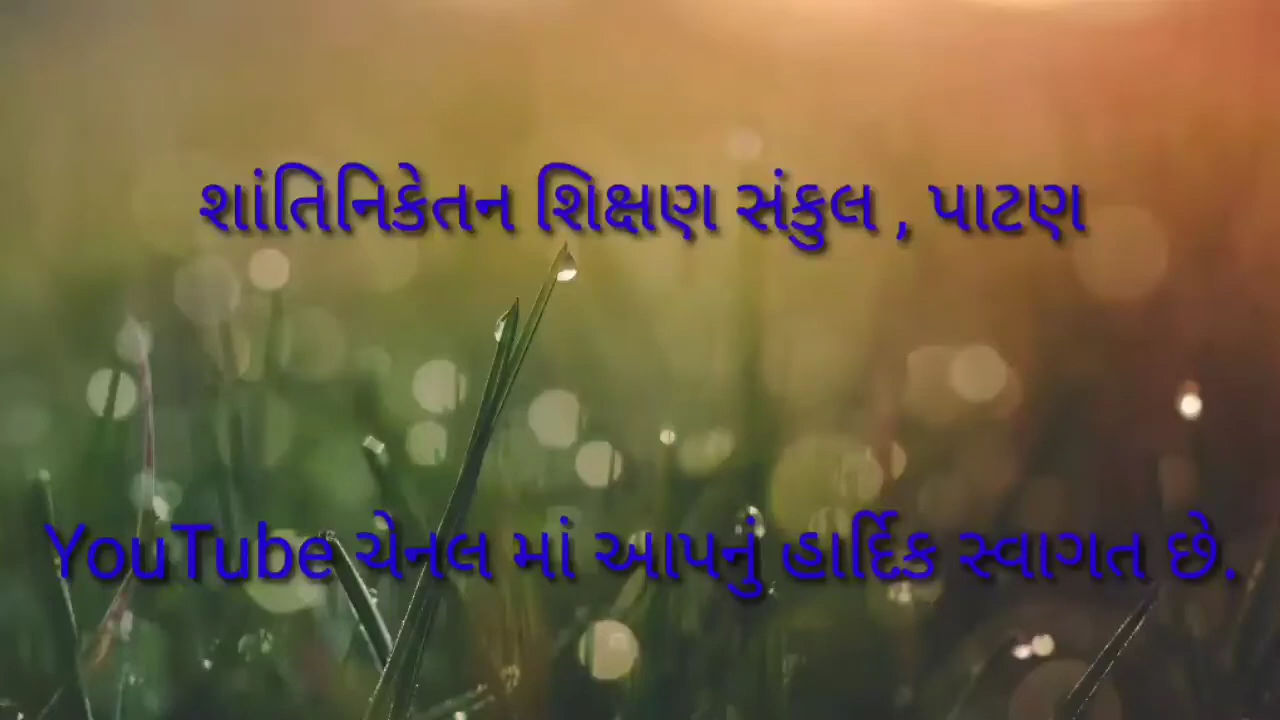 શાંતિનિકેતન શિક્ષણ સંકુલ , પાટણ
YouTube ચેનલ માં આપનું હાર્દિક સ્વાગત છે.